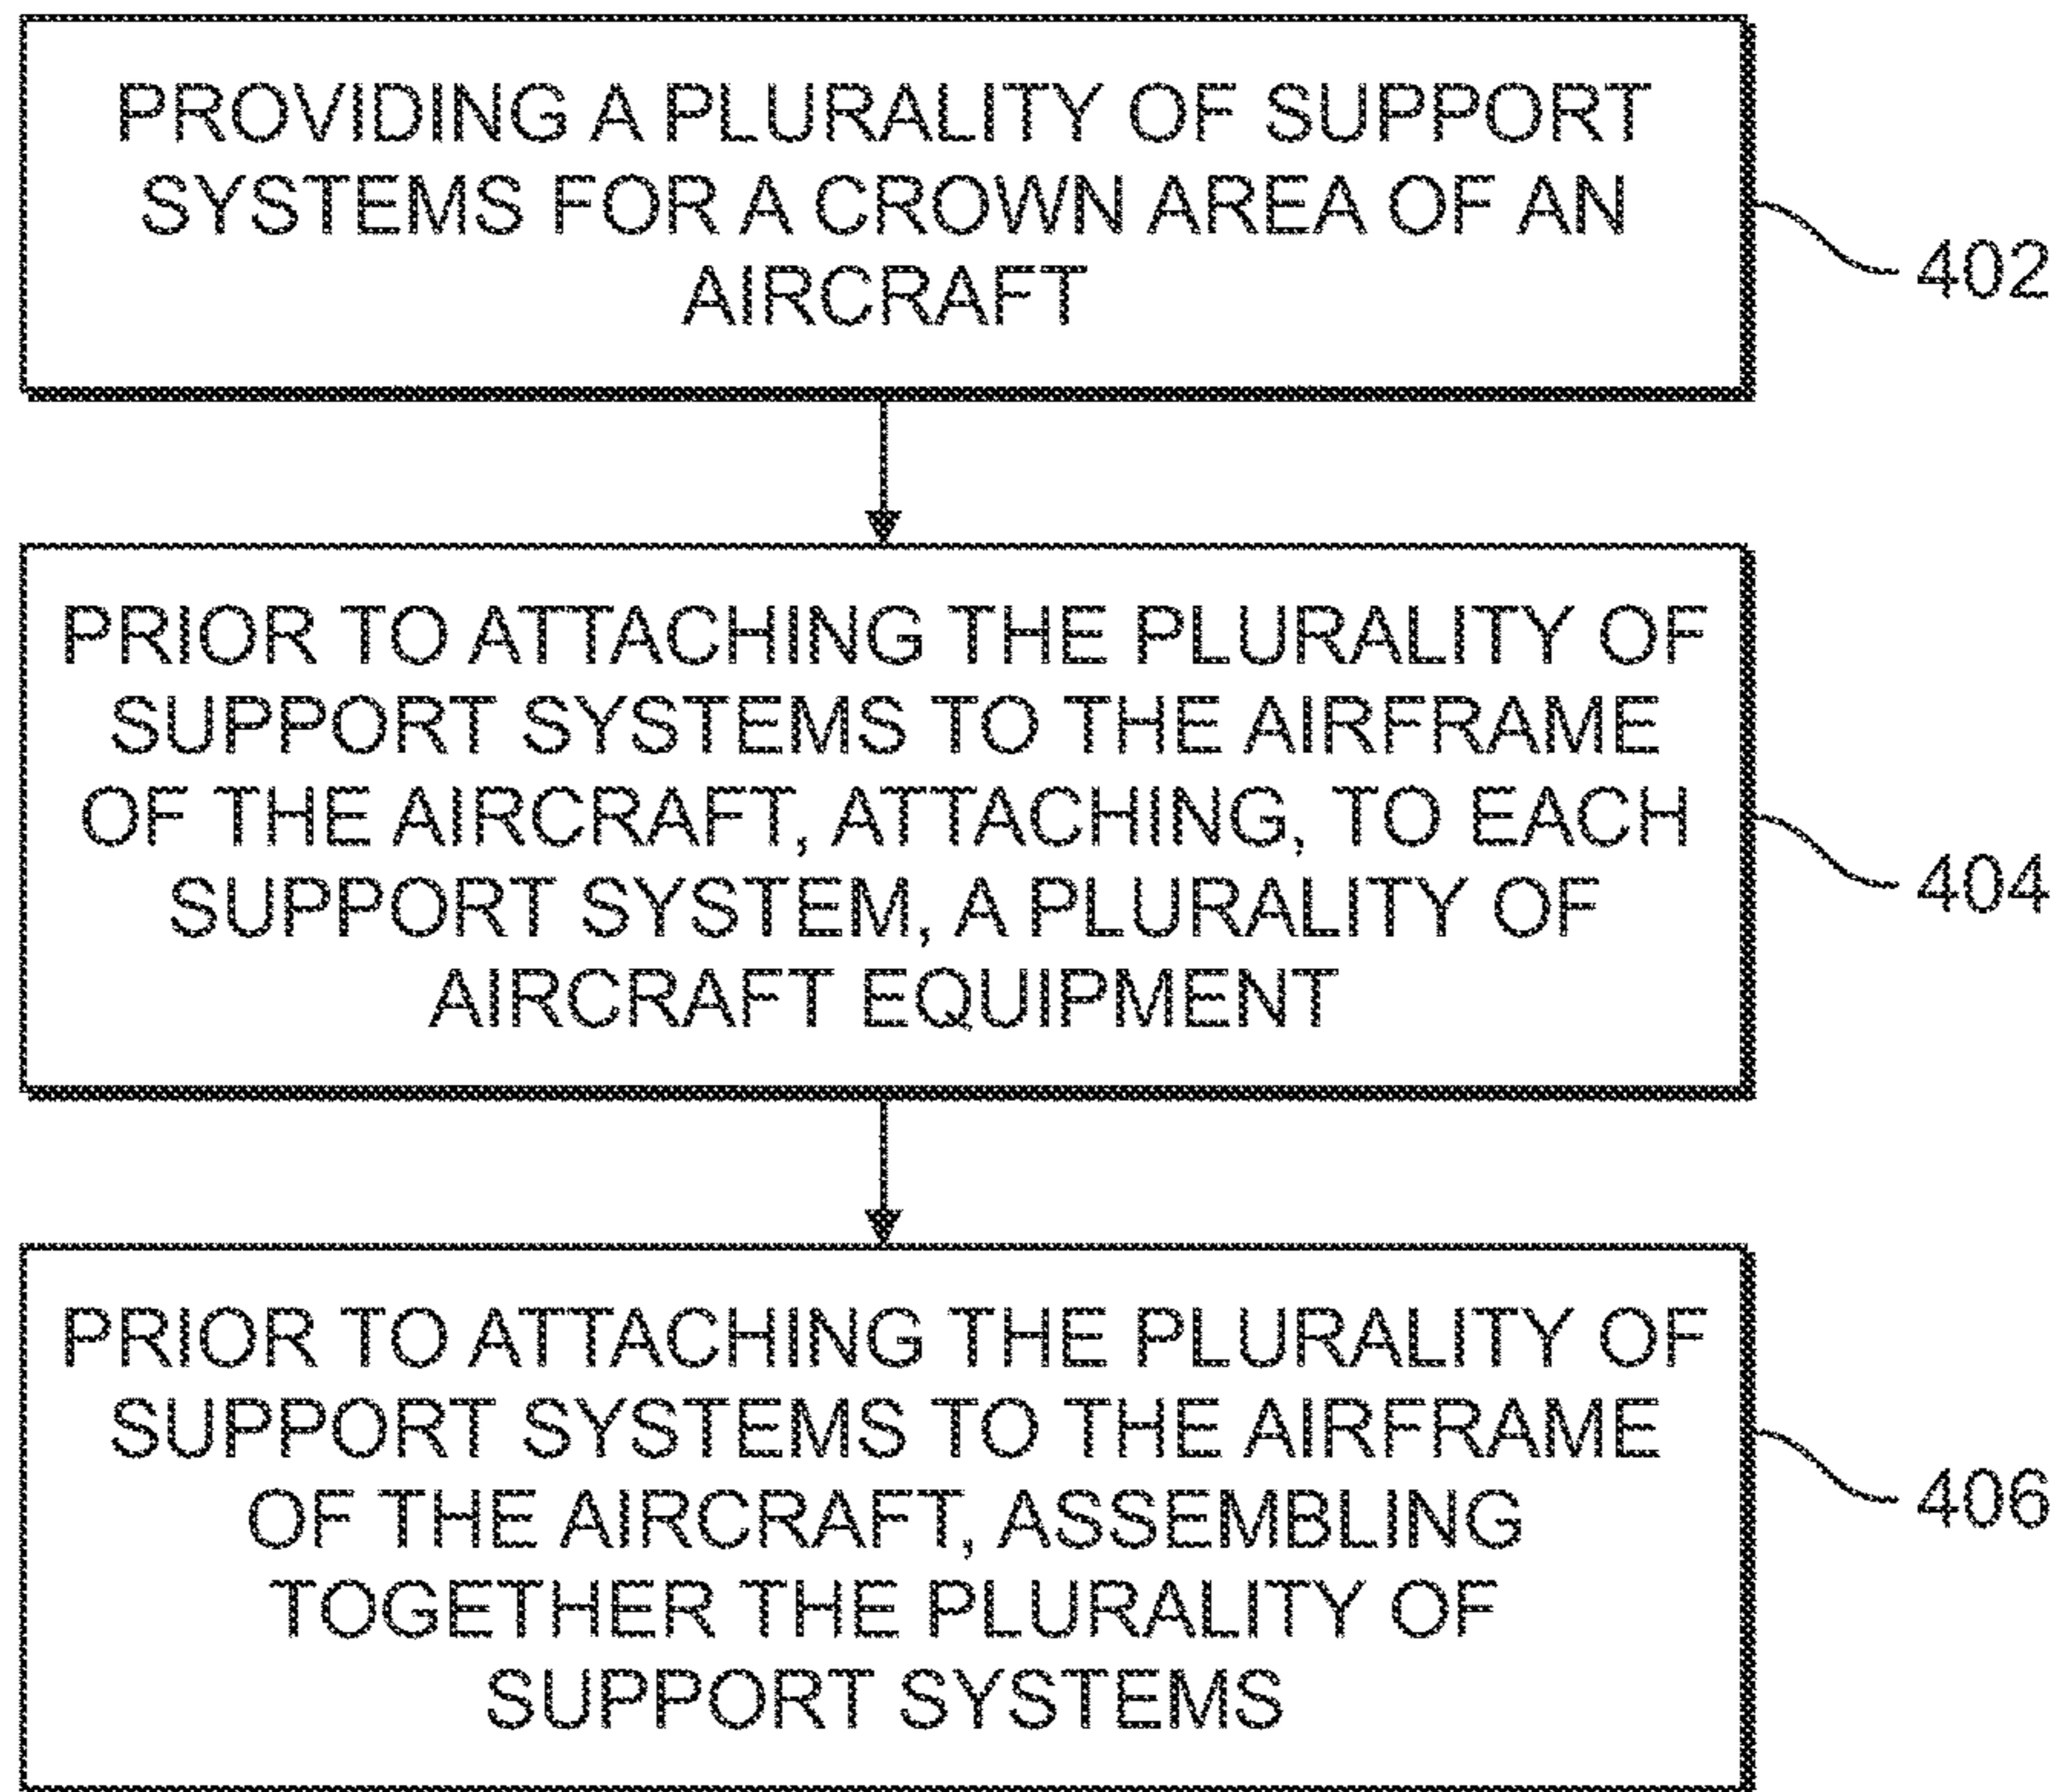 PROVIDING A PLURALITY OF SUPPORT
SYSTEMS FOR A CROWN AREA OF AN
AIRCRAFT
402
PRIOR TO ATTACHING THE PLURALITY OF
SUPPORT SYSTEMS TO THE AIRFRAME
OF THE AIRCRAFT, ATTACHING, TO EACH
SUPPORT SYSTEM, A PLURALITY OF
AIRCRAFT EQUIPMENT
404
PRIOR TO ATTACHING THE PLURALITY OF
SUPPORT SYSTEMS TO THE AIRFRAME
OF THE AIRCRAFT, ASSEMBLING
TOGETHER THE PLURALITY OF
SUPPORT SYSTEMS
406